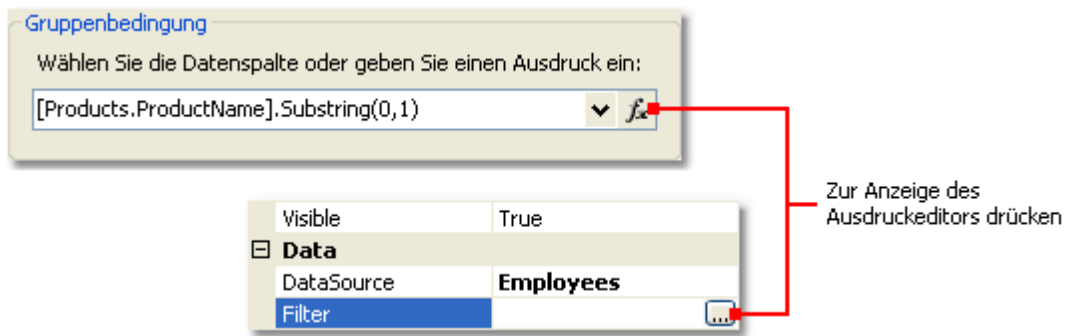 Gruppenbedingung
Wählen Sie die Datenspalte oder geben Sie einen Ausdruck ein:
[Products.ProductName].Substring(0,1) fx
Zur Anzeige des
Ausdruckeditors drücken
Visible True
Data
DataSource Employees
Filter ...